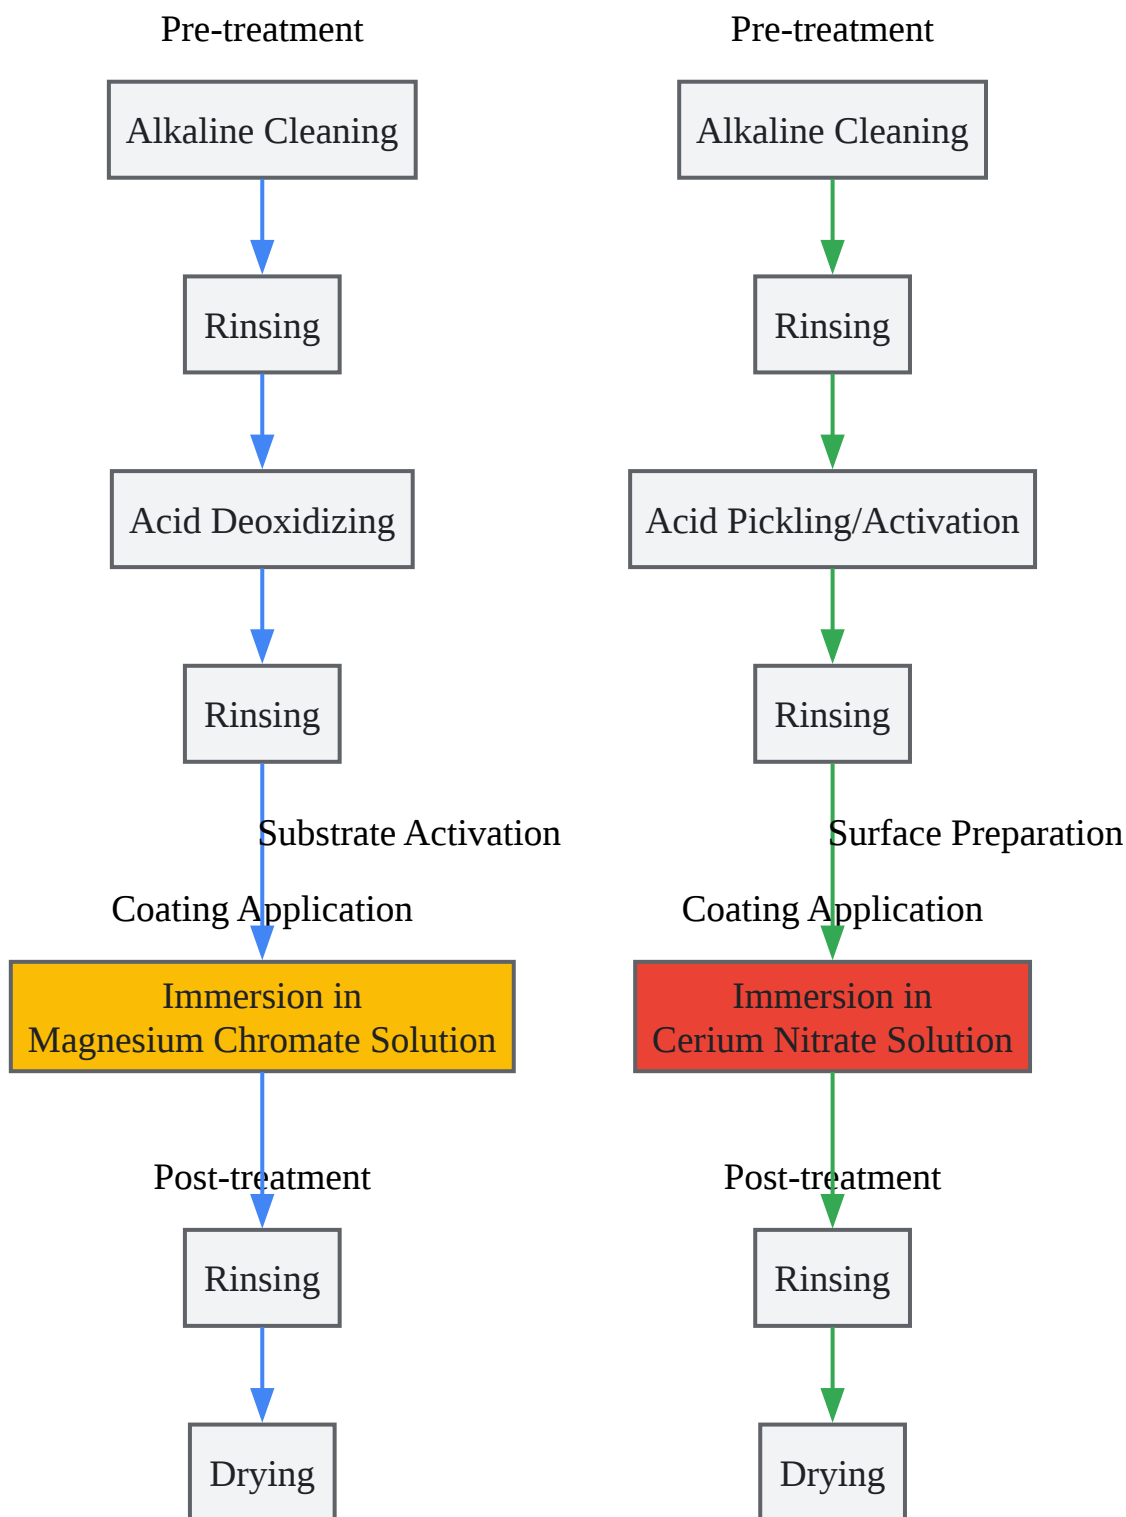 Pre-treatment
Alkaline Cleaning
Rinsing
Acid Deoxidizing
Rinsing
Substrate Activation
Coating Application
Immersion in
Magnesium Chromate Solution
Post-treatment
Rinsing
Drying
Pre-treatment
Alkaline Cleaning
Rinsing
Acid Pickling/Activation
Rinsing
Surface Preparation
Coating Application
Immersion in
Cerium Nitrate Solution
Post-treatment
Rinsing
Drying